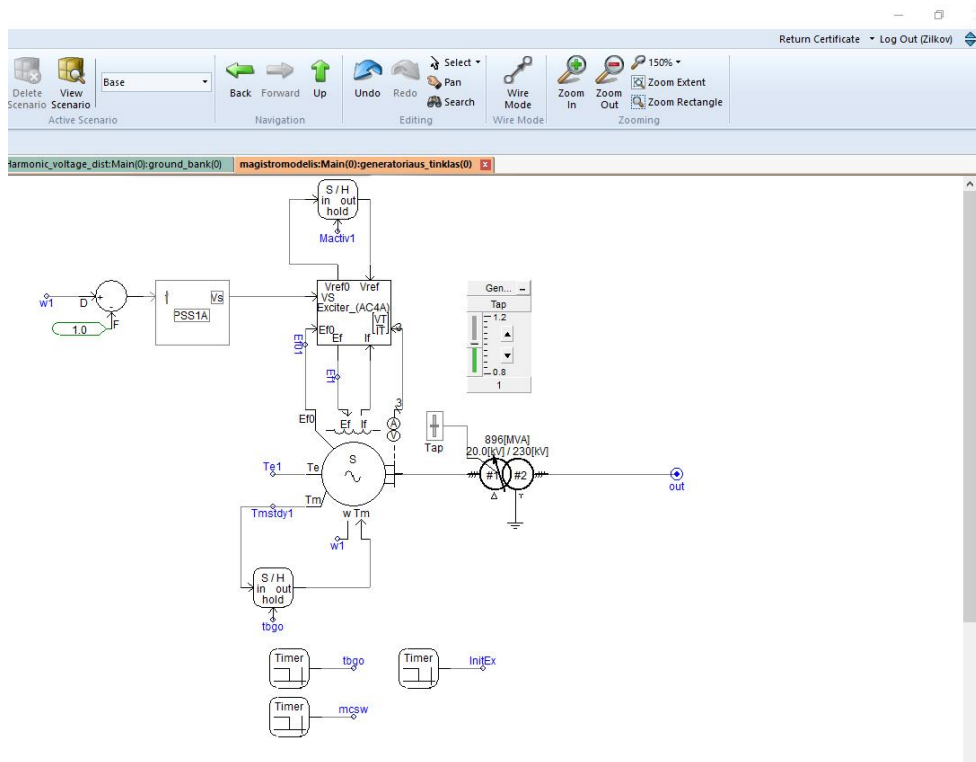 Return Certificate
Log Out (Zilkov)
Delete Scenario
View Scenario
Base
Active Scenario
Back
Forward
Up
Navigation
Undo
Redo
Select
Pan
Search
Editing
Wire Mode
Wire Mode
Zoom In
Zoom Out
150%
Zoom Extent
Zoom Rectangle
Zooming
Harmonic_voltage_dist:Main(0):ground_bank(0)
magistromodelis:Main(0):generatoriaus_tinklas(0)
S / H
in out
hold
Mactiv1
w1
D
+
-
F
1.0
Vs
PSS1A
Vref0 Vref
VS
Exciter_(AC4A)
VT
IT
3
Ef0
Ef If
Ef01
Ef1
3
Gen...
Tap
1.2
0.8
1
Ef0
Ef If
A
V
Tap
896[MVA]
20.0[kV] / 230[kV]
#1
#2
out
S
Te1
Te
Tm
Tmstdy1
w Tm
w1
S / H
in out
hold
tbgo
Timer
tbgo
Timer
InitEx
Timer
mcsw